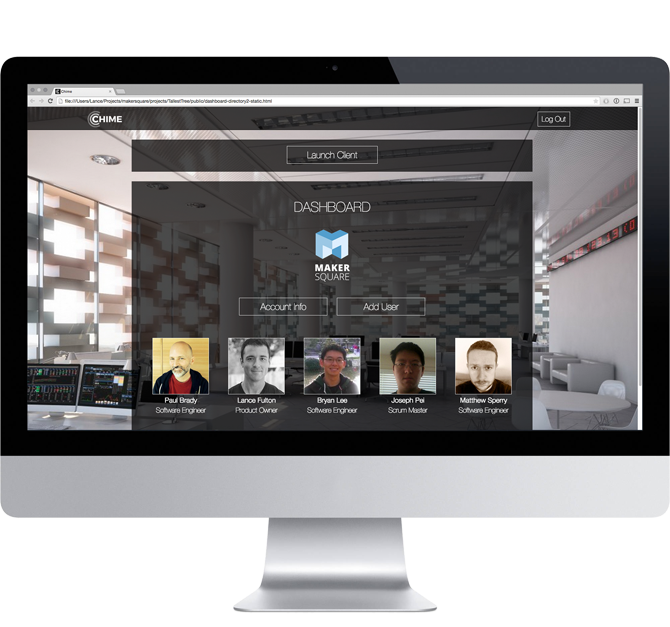 Chime
file:///Users/Lance/Projects/makersquare/projects/TallestTree/public/dashboard-directory2-static.html
CHIME
Log Out
Launch Client
DASHBOARD
MAKER
SQUARE
Account Info
Add User
Paul Brady
Lance Fulton
Bryan Lee
Joseph Pei
Matthew Sperry
Software Engineer
Product Owner
Software Engineer
Scrum Master
Software Engineer